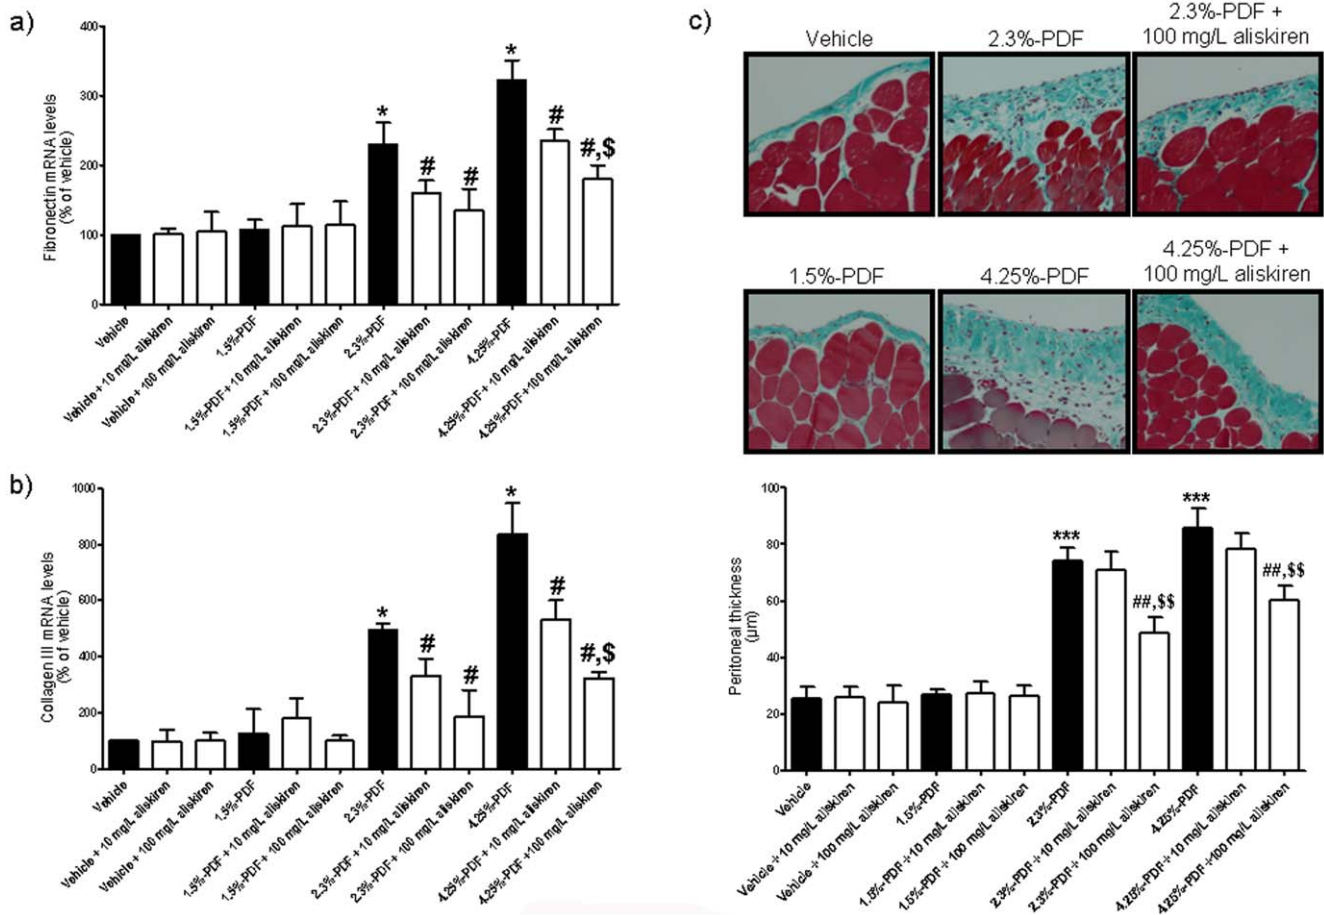 a)
400
300
200
100
0
Fibronectin mRNA levels
(% of vehicle)
*
#
#
*
#
#,$
Vehicle
Vehicle + 10 mg/L aliskiren
Vehicle + 100 mg/L aliskiren
1.5%-PDF
1.5%-PDF + 10 mg/L aliskiren
1.5%-PDF + 100 mg/L aliskiren
2.3%-PDF
2.3%-PDF + 10 mg/L aliskiren
2.3%-PDF + 100 mg/L aliskiren
4.25%-PDF
4.25%-PDF + 10 mg/L aliskiren
4.25%-PDF +100 mg/L aliskiren
b)
1000
800
600
400
200
0
Collagen III mRNA levels
(% of vehicle)
*
#
#
*
#
#,$
Vehicle
Vehicle + 10 mg/L aliskiren
Vehicle + 100 mg/L aliskiren
1.5%-PDF
1.5%-PDF + 10 mg/L aliskiren
1.5%-PDF + 100 mg/L aliskiren
2.3%-PDF
2.3%-PDF + 10 mg/L aliskiren
2.3%-PDF + 100 mg/L aliskiren
4.25%-PDF
4.25%-PDF + 10 mg/L aliskiren
4.25%-PDF +100 mg/L aliskiren
c)
Vehicle
2.3%-PDF
2.3%-PDF +
100 mg/L aliskiren
1.5%-PDF
4.25%-PDF
4.25%-PDF +
100 mg/L aliskiren
100
80
60
40
20
0
Peritoneal thickness
(µm)
***
##,$$
***
##,$$
Vehicle
Vehicle + 10 mg/L aliskiren
Vehicle + 100 mg/L aliskiren
1.5%-PDF
1.5%-PDF + 10 mg/L aliskiren
1.5%-PDF + 100 mg/L aliskiren
2.3%-PDF
2.3%-PDF + 10 mg/L aliskiren
2.3%-PDF + 100 mg/L aliskiren
4.25%-PDF
4.25%-PDF + 10 mg/L aliskiren
4.25%-PDF +100 mg/L aliskiren